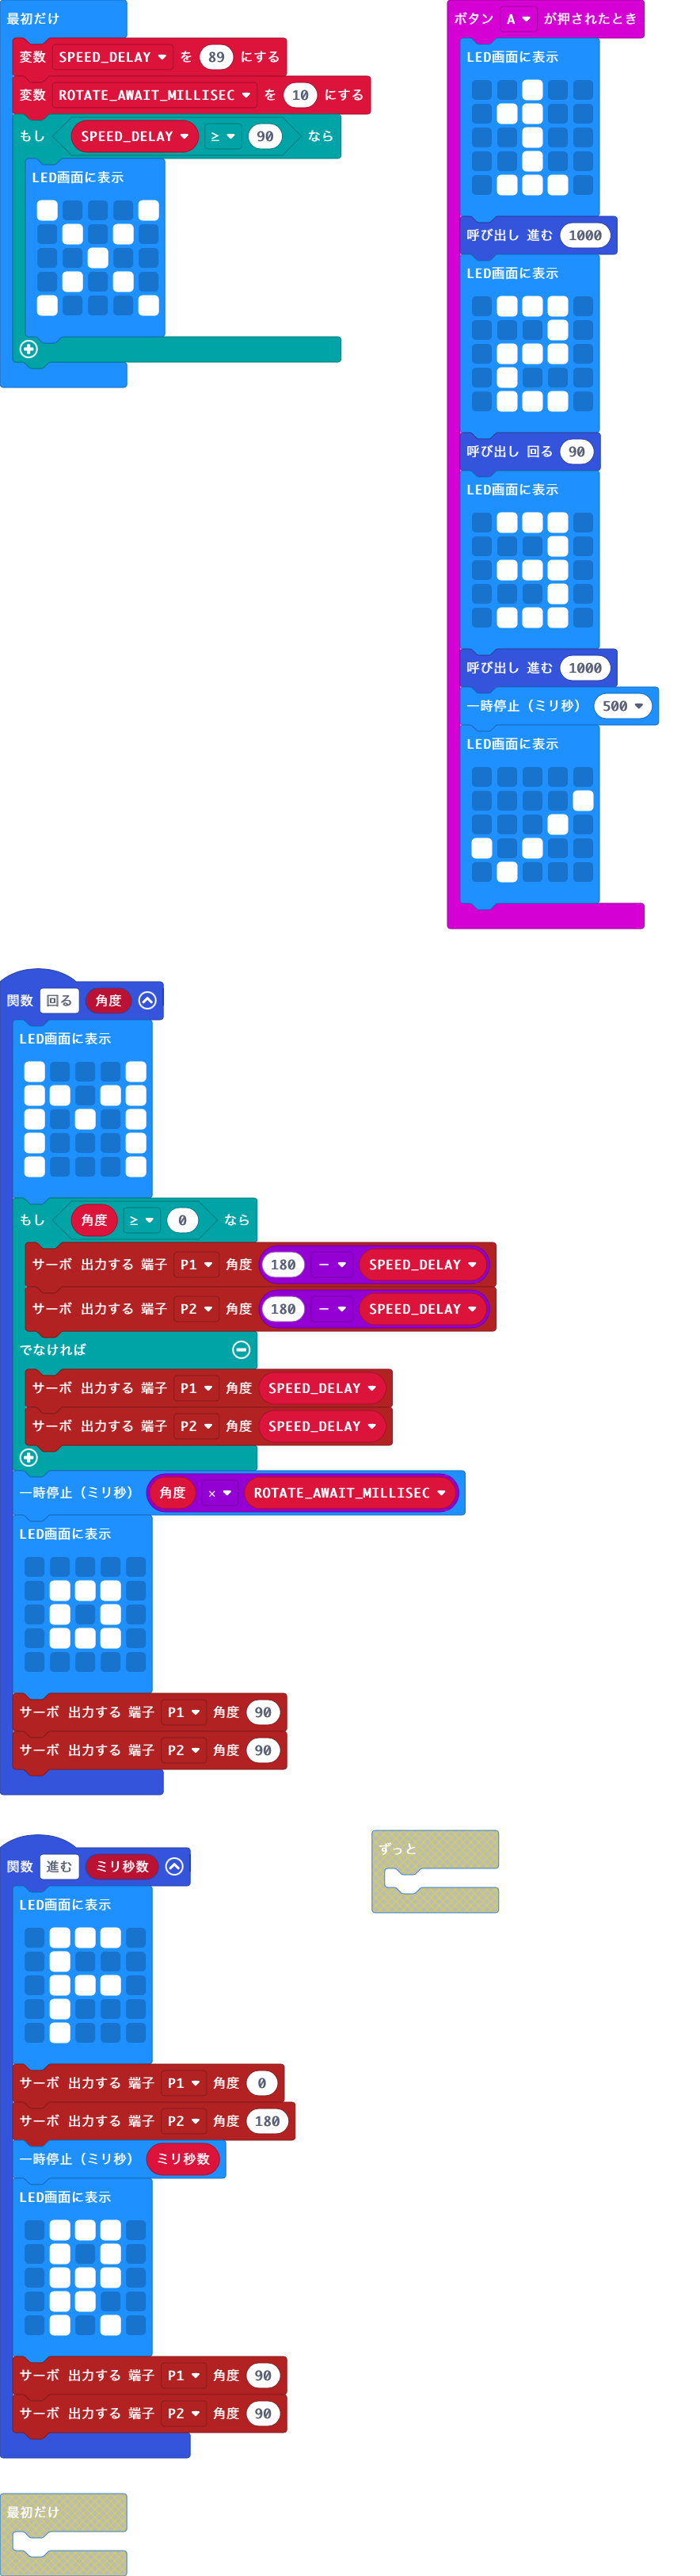 最初だけ
変数 SPEED_DELAY を 89 にする
変数 ROTATE_AWAIT_MILLISEC を 10 にする
もし SPEED_DELAY ≥ 90 なら
LED画面に表示
ボタン A が押されたとき
LED画面に表示
呼び出し 進む 1000
LED画面に表示
呼び出し 回る 90
LED画面に表示
呼び出し 進む 1000
一時停止（ミリ秒） 500
LED画面に表示
関数 回る 角度
LED画面に表示
もし 角度 ≥ 0 なら
サーボ 出力する 端子 P1 角度 180 - SPEED_DELAY
サーボ 出力する 端子 P2 角度 180 - SPEED_DELAY
でなければ
サーボ 出力する 端子 P1 角度 SPEED_DELAY
サーボ 出力する 端子 P2 角度 SPEED_DELAY
一時停止（ミリ秒） 角度 × ROTATE_AWAIT_MILLISEC
LED画面に表示
サーボ 出力する 端子 P1 角度 90
サーボ 出力する 端子 P2 角度 90
関数 進む ミリ秒数
LED画面に表示
サーボ 出力する 端子 P1 角度 0
サーボ 出力する 端子 P2 角度 180
一時停止（ミリ秒） ミリ秒数
LED画面に表示
サーボ 出力する 端子 P1 角度 90
サーボ 出力する 端子 P2 角度 90
ずっと
最初だけ